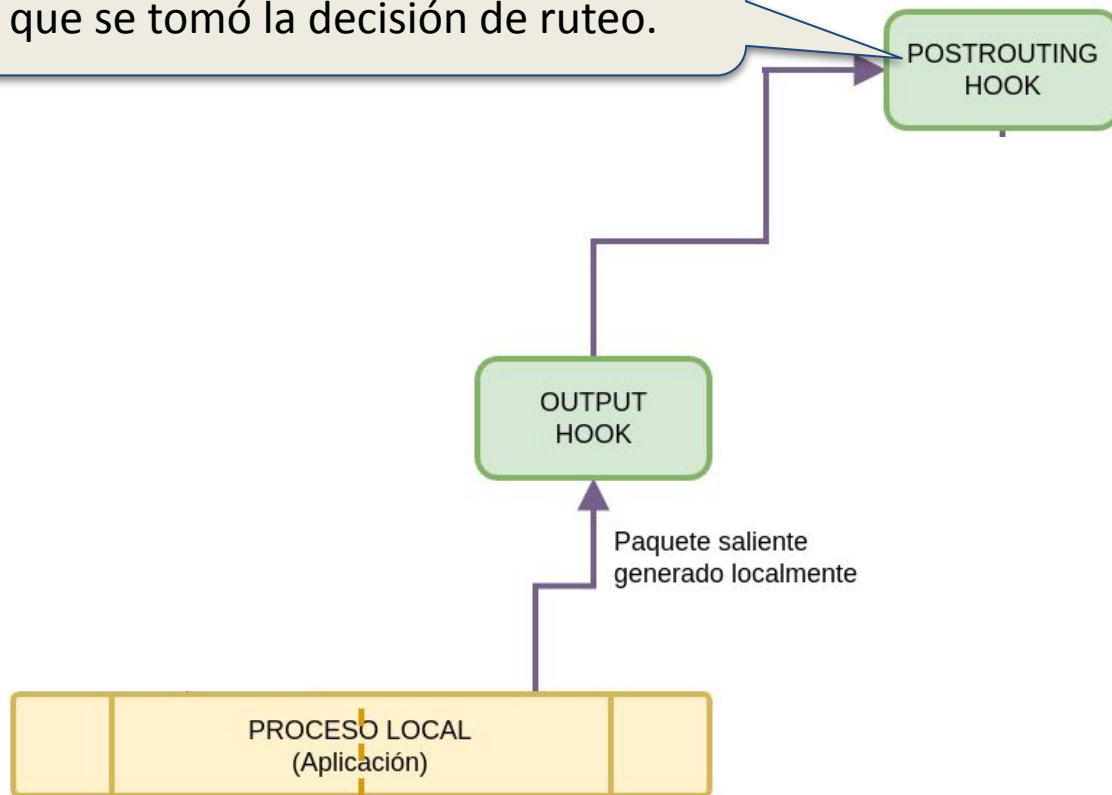 que se tomó la decisión de ruteo.
POSTROUTING
HOOK
OUTPUT
HOOK
Paquete saliente
generado localmente
PROCESO LOCAL
(Aplicación)